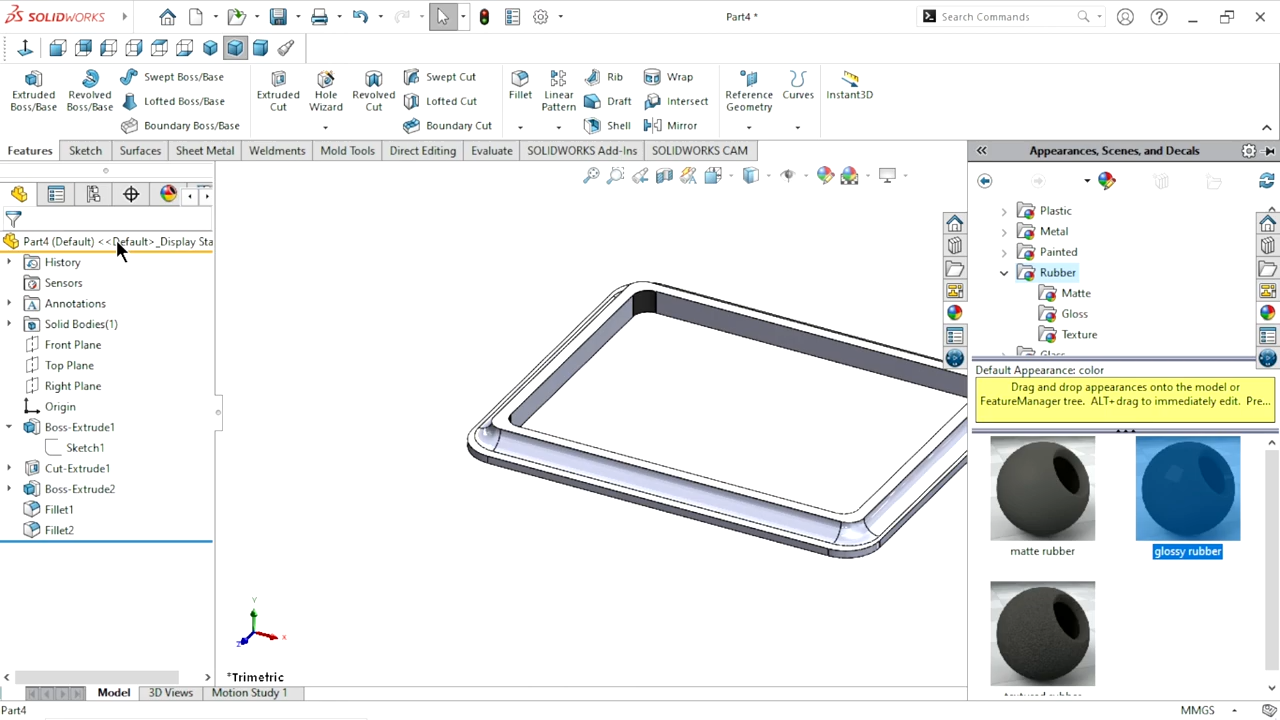 SOLIDWORKS
Part4 *
Search Commands
Extruded Boss/Base
Revolved Boss/Base
Swept Boss/Base
Lofted Boss/Base
Boundary Boss/Base
Extruded Cut
Hole Wizard
Revolved Cut
Swept Cut
Lofted Cut
Boundary Cut
Fillet
Linear Pattern
Rib
Draft
Shell
Wrap
Intersect
Mirror
Reference Geometry
Curves
Instant3D
Features
Sketch
Surfaces
Sheet Metal
Weldments
Mold Tools
Direct Editing
Evaluate
SOLIDWORKS Add-Ins
SOLIDWORKS CAM
Appearances, Scenes, and Decals
Part4 (Default) <<Default>_Display Sta
History
Sensors
Annotations
Solid Bodies(1)
Front Plane
Top Plane
Right Plane
Origin
Boss-Extrude1
Sketch1
Cut-Extrude1
Boss-Extrude2
Fillet1
Fillet2
Plastic
Metal
Painted
Rubber
Matte
Gloss
Texture
Glass
Default Appearance: color
Drag and drop appearances onto the model or
FeatureManager tree. ALT+drag to immediately edit. Pre...
matte rubber
glossy rubber
textured rubber
Y
X
Z
*Trimetric
Model
3D Views
Motion Study 1
Part4
MMGS